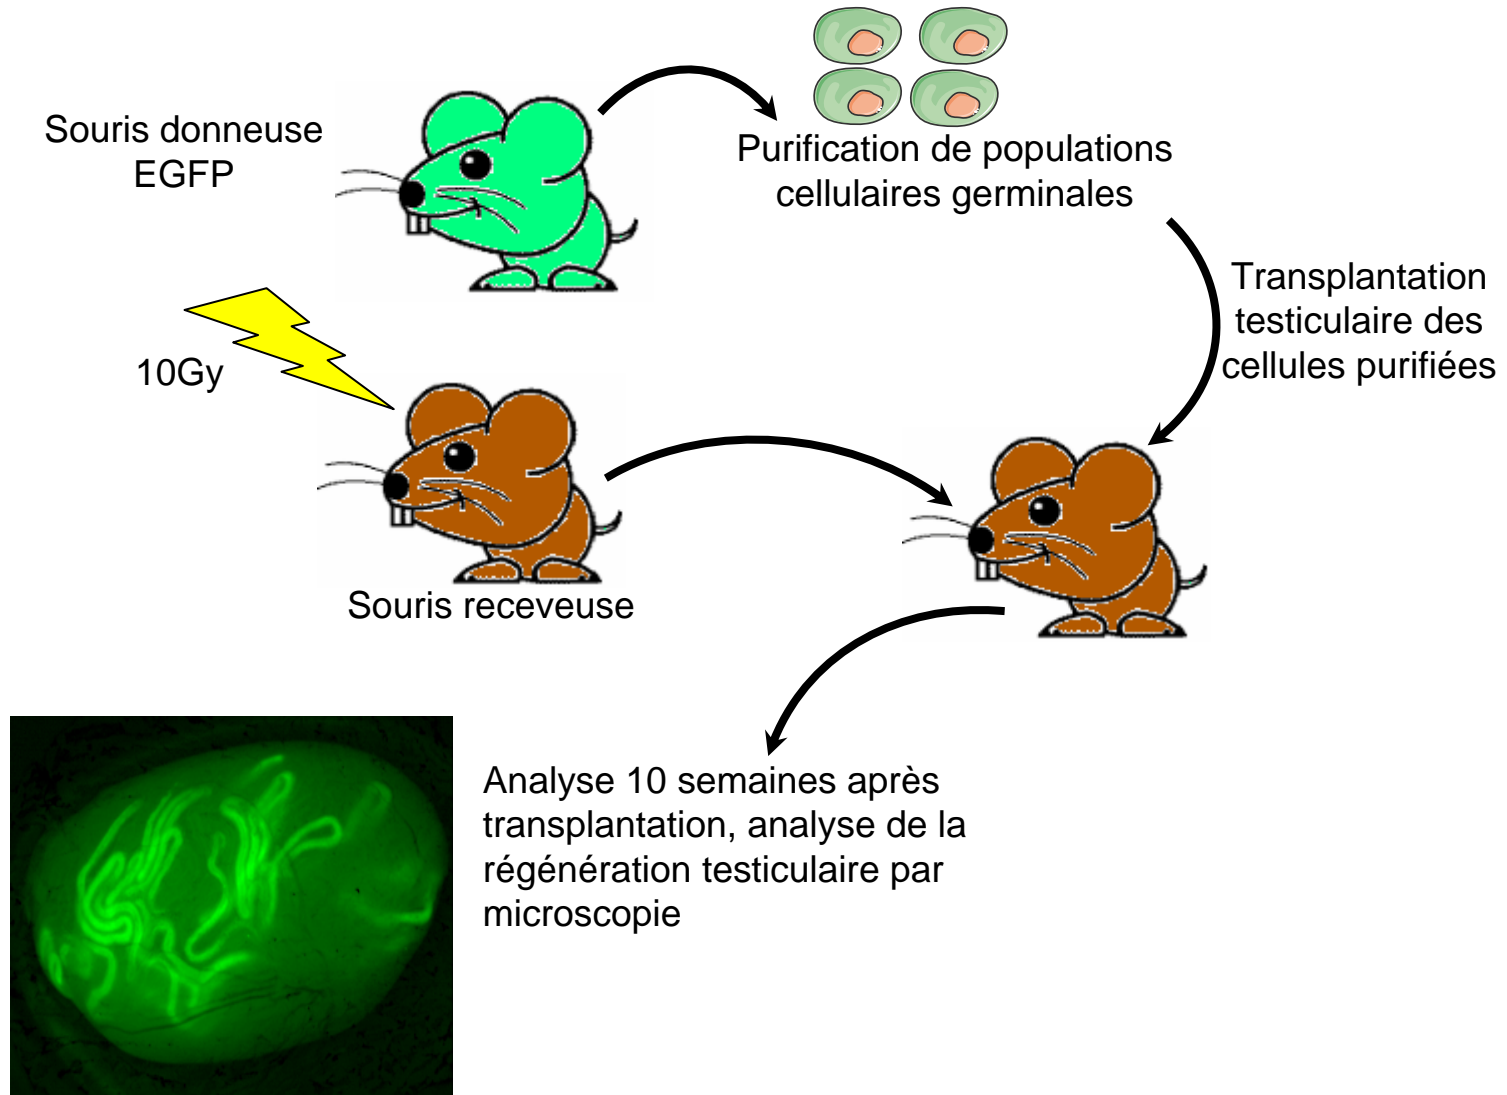 Souris donneuse
EGFP
Purification de populations
cellulaires germinales
Transplantation
testiculaire des
cellules purifiées
10Gy
Souris receveuse
Analyse 10 semaines après
transplantation, analyse de la
régénération testiculaire par
microscopie